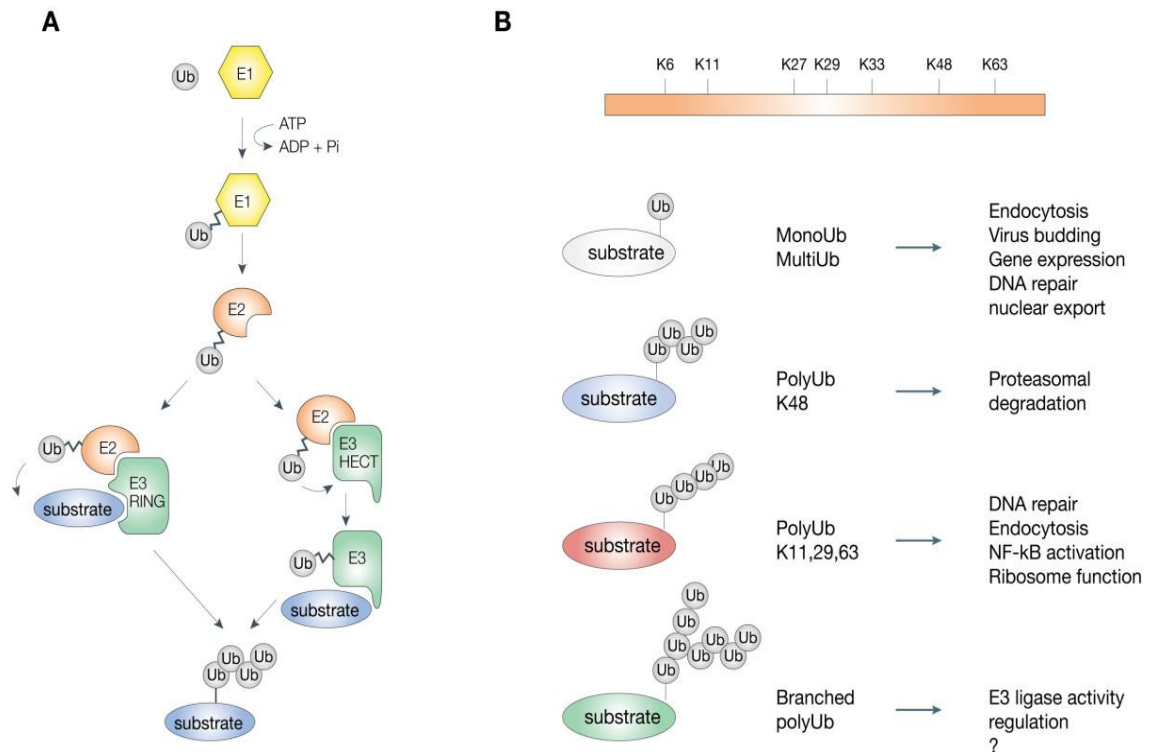 A
Ub
E1
ATP
ADP + Pi
E1
Ub
E2
Ub
Ub
E2
E3
RING
substrate
E2
E3
HECT
Ub
Ub
E3
substrate
Ub
Ub
Ub
Ub
substrate
B
K6 K11 K27 K29 K33 K48 K63
Ub
substrate
MonoUb
MultiUb
Endocytosis
Virus budding
Gene expression
DNA repair
nuclear export
Ub
Ub
Ub
Ub
substrate
PolyUb
K48
Proteasomal
degradation
Ub
Ub
Ub
Ub
substrate
PolyUb
K11,29,63
DNA repair
Endocytosis
NF-kB activation
Ribosome function
Ub
Ub
Ub
Ub
Ub
Ub
Ub
Ub
substrate
Branched
polyUb
E3 ligase activity
regulation
?